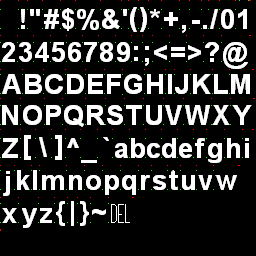 !"#$%&'()*+,-./01
23456789:;<=>?@
ABCDEFGHIJKLM
NOPQRSTUVWXY
Z[\]^_`abcdefghi
jklmnopqrstuvw
xyz{|}~DEL